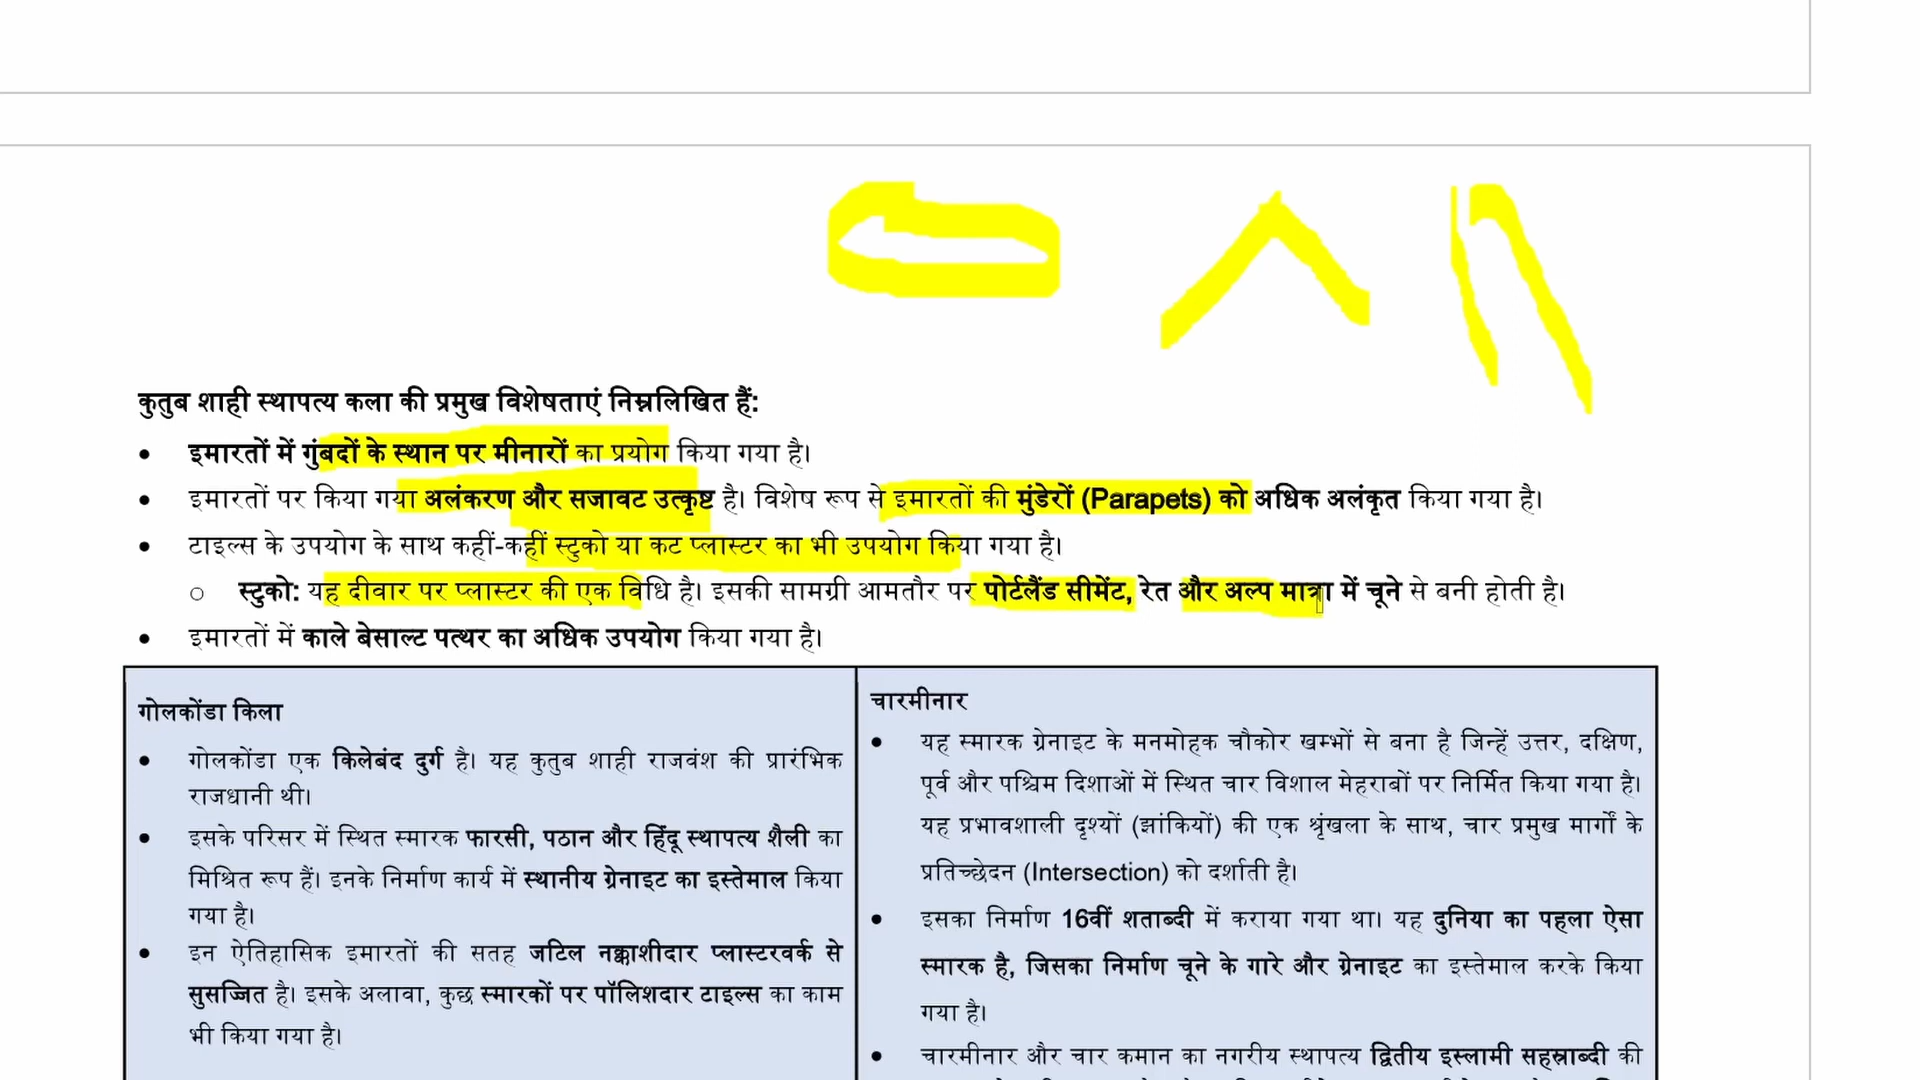 कुतुब शाही स्थापत्य कला की प्रमुख विशेषताएं निम्नलिखित हैं:
• इमारतों में गुंबदों के स्थान पर मीनारों का प्रयोग किया गया है।
• इमारतों पर किया गया अलंकरण और सजावट उत्कृष्ट है। विशेष रूप से इमारतों की मुंडेरों (Parapets) को अधिक अलंकृत किया गया है।
• टाइल्स के उपयोग के साथ कहीं-कहीं स्टुको या कट प्लास्टर का भी उपयोग किया गया है।
○ स्टुको: यह दीवार पर प्लास्टर की एक विधि है। इसकी सामग्री आमतौर पर पोर्टलैंड सीमेंट, रेत और अल्प मात्रा में चूने से बनी होती है।
• इमारतों में काले बेसाल्ट पत्थर का अधिक उपयोग किया गया है।
गोलकोंडा किला
• गोलकोंडा एक किलेबंद दुर्ग है। यह कुतुब शाही राजवंश की प्रारंभिक
राजधानी थी।
• इसके परिसर में स्थित स्मारक फारसी, पठान और हिंदू स्थापत्य शैली का
मिश्रित रूप हैं। इनके निर्माण कार्य में स्थानीय ग्रेनाइट का इस्तेमाल किया
गया है।
• इन ऐतिहासिक इमारतों की सतह जटिल नक्काशीदार प्लास्टरवर्क से
सुसज्जित है। इसके अलावा, कुछ स्मारकों पर पॉलिशदार टाइल्स का काम
भी किया गया है।
चारमीनार
• यह स्मारक ग्रेनाइट के मनमोहक चौकोर खम्भों से बना है जिन्हें उत्तर, दक्षिण,
पूर्व और पश्चिम दिशाओं में स्थित चार विशाल मेहराबों पर निर्मित किया गया है।
यह प्रभावशाली दृश्यों (झांकियों) की एक श्रृंखला के साथ, चार प्रमुख मार्गों के
प्रतिच्छेदन (Intersection) को दर्शाती है।
• इसका निर्माण 16वीं शताब्दी में कराया गया था। यह दुनिया का पहला ऐसा
स्मारक है, जिसका निर्माण चूने के गारे और ग्रेनाइट का इस्तेमाल करके किया
गया है।
• चारमीनार और चार कमान का नगरीय स्थापत्य द्वितीय इस्लामी सहस्राब्दी की